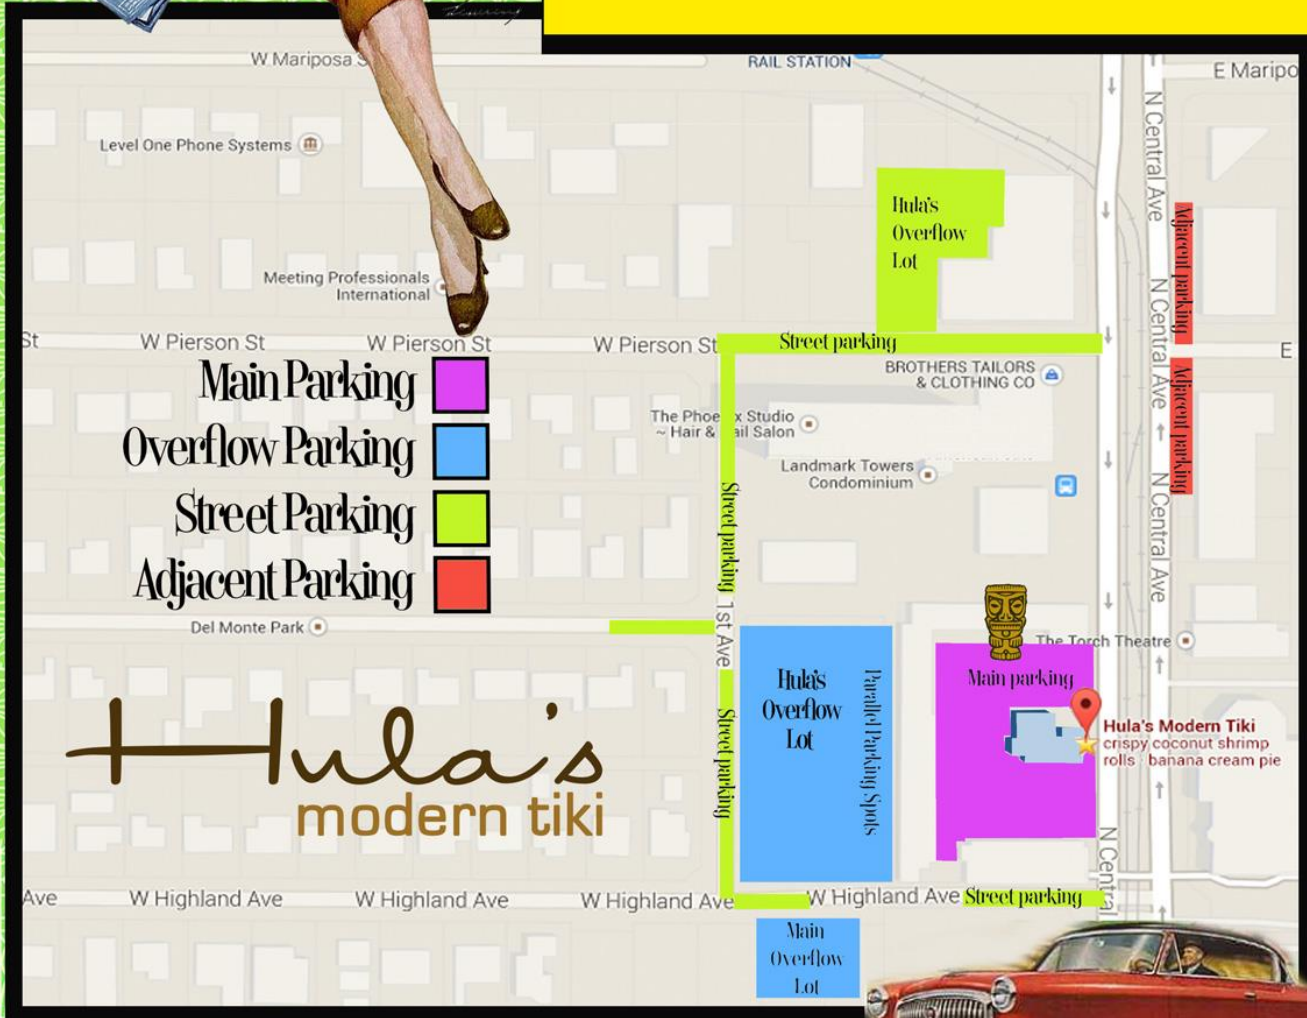 W Mariposa S
RAIL STATION
E Maripo
Level One Phone Systems
N Central Ave
Hula's
Overflow
Lot
Adjacent parking
Meeting Professionals
International
N Central Ave
St
W Pierson St
W Pierson St
W Pierson St
Street parking
E
BROTHERS TAILORS
& CLOTHING CO
Adjacent parking
Main Parking
Overflow Parking
Street Parking
Adjacent Parking
The Phoe x Studio
~ Hair & ail Salon
Landmark Towers
Condominium
Street parking
N Central Ave
1st Ave
Del Monte Park
The Torch Theatre
Hula's
Overflow
Lot
Parallel Parking Spots
Main parking
Street parking
Hula's Modern Tiki
crispy coconut shrimp
rolls · banana cream pie
Hula's
modern tiki
N Central
Ave
W Highland Ave
W Highland Ave
W Highland Ave
W Highland Ave
Street parking
Main
Overflow
Lot